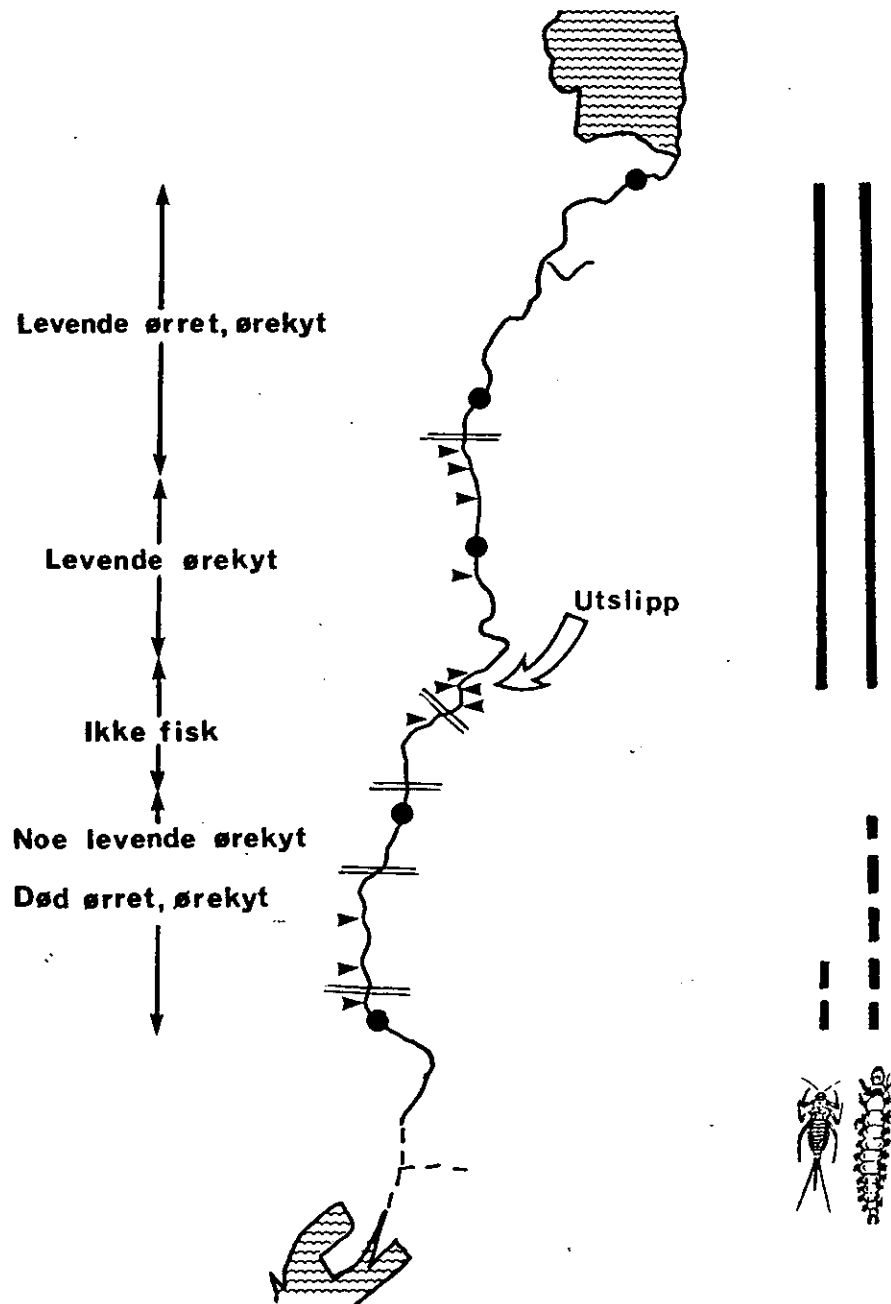 Levende ørret, ørekyt
Levende ørekyt
Utslipp
Ikke fisk
Noe levende ørekyt
Død ørret, ørekyt